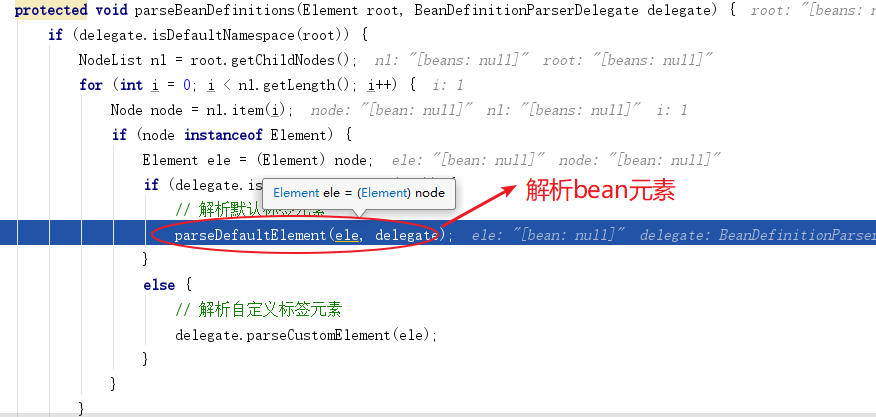 protected void parseBeanDefinitions(Element root, BeanDefinitionParserDelegate delegate) { root: "[beans: nu
if (delegate.isDefaultNamespace(root)) {
NodeList nl = root.getChildNodes(); nl: "[beans: null]" root: "[beans: null]"
for (int i = 0; i < nl.getLength(); i++) { i: 1
Node node = nl.item(i); node: "[bean: null]" nl: "[beans: null]" i: 1
if (node instanceof Element) {
Element ele = (Element) node; ele: "[bean: null]" node: "[bean: null]"
if (delegate.is
Element ele = (Element) node
解析bean元素
// 解析默认标签元素
parseDefaultElement(ele, delegate); ele: "[bean: null]" delegate: BeanDefinitionParser
}
else {
// 解析自定义标签元素
delegate.parseCustomElement(ele);
}
}
}